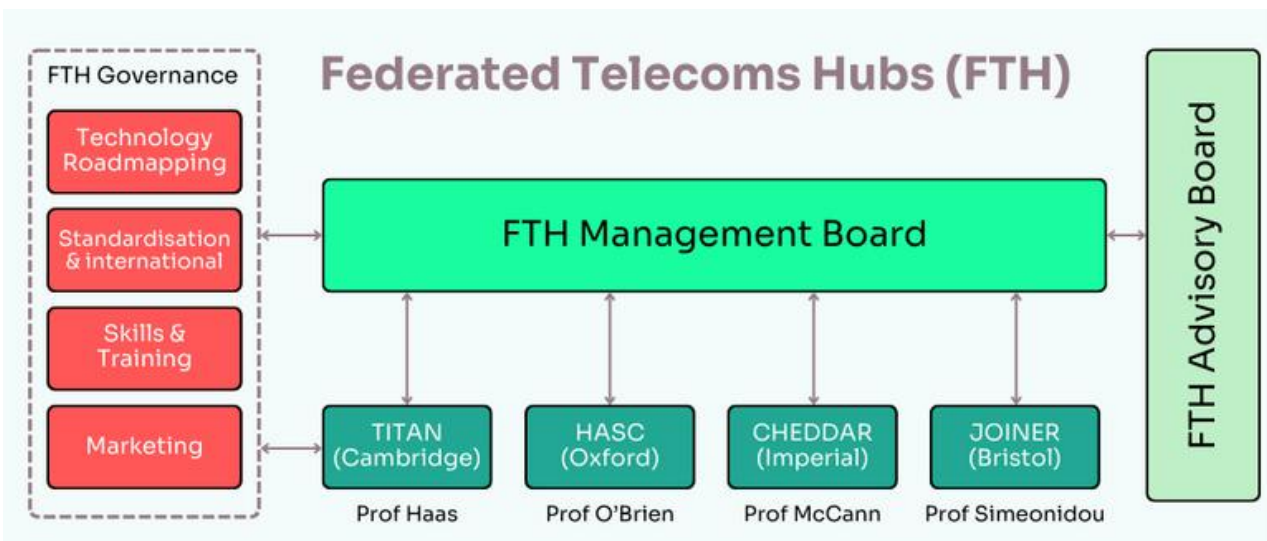 FTH Governance
Technology
Roadmapping
Standardisation
& international
Skills &
Training
Marketing
Federated Telecoms Hubs (FTH)
FTH Management Board
TITAN
(Cambridge)
HASC
(Oxford)
CHEDDAR
(Imperial)
JOINER
(Bristol)
Prof Haas
Prof O’Brien
Prof McCann
Prof Simeonidou
FTH Advisory Board